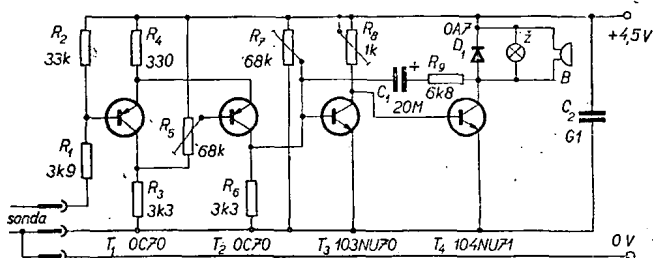 R2
33k
R4
330
R7
68k
R8
1k
0A7
D1
ž
+4,5V
B
C1
20M
R9
6k8
C2
G1
R5
68k
R1
3k9
R3
3k3
R6
3k3
sonda
T1 0C70
T2 0C70
T3 103NU70
T4 104NU71
0V